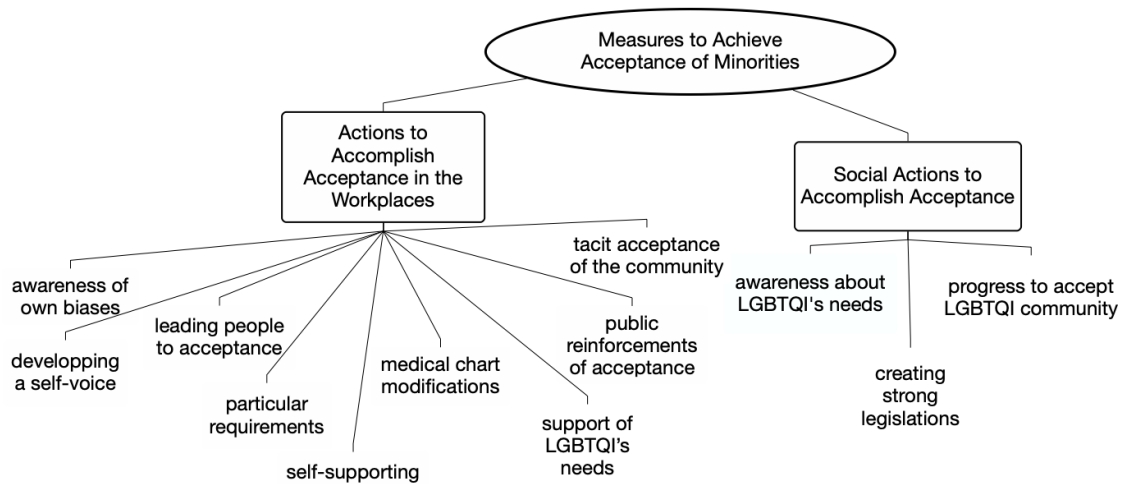 Measures to Achieve
Acceptance of Minorities
Actions to
Accomplish
Acceptance in the
Workplaces
Social Actions to
Accomplish Acceptance
awareness of
own biases
developping
a self-voice
leading people
to acceptance
particular
requirements
self-supporting
medical chart
modifications
support of
LGBTQI's
needs
public
reinforcements
of acceptance
tacit acceptance
of the community
awareness about
LGBTQI's needs
creating
strong
legislations
progress to accept
LGBTQI community